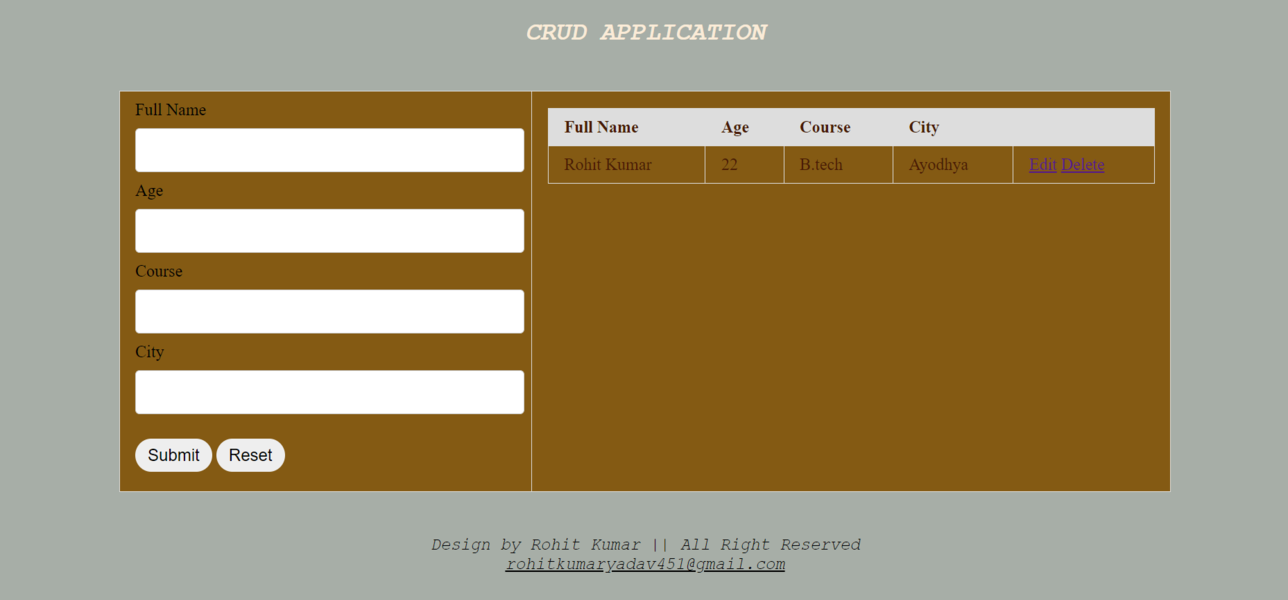 CRUD APPLICATION
Full Name
Age
Course
City
Submit Reset
Full Name Age Course City
Rohit Kumar 22 B.tech Ayodhya Edit Delete
Design by Rohit Kumar || All Right Reserved
rohitkumaryadav451@gmail.com